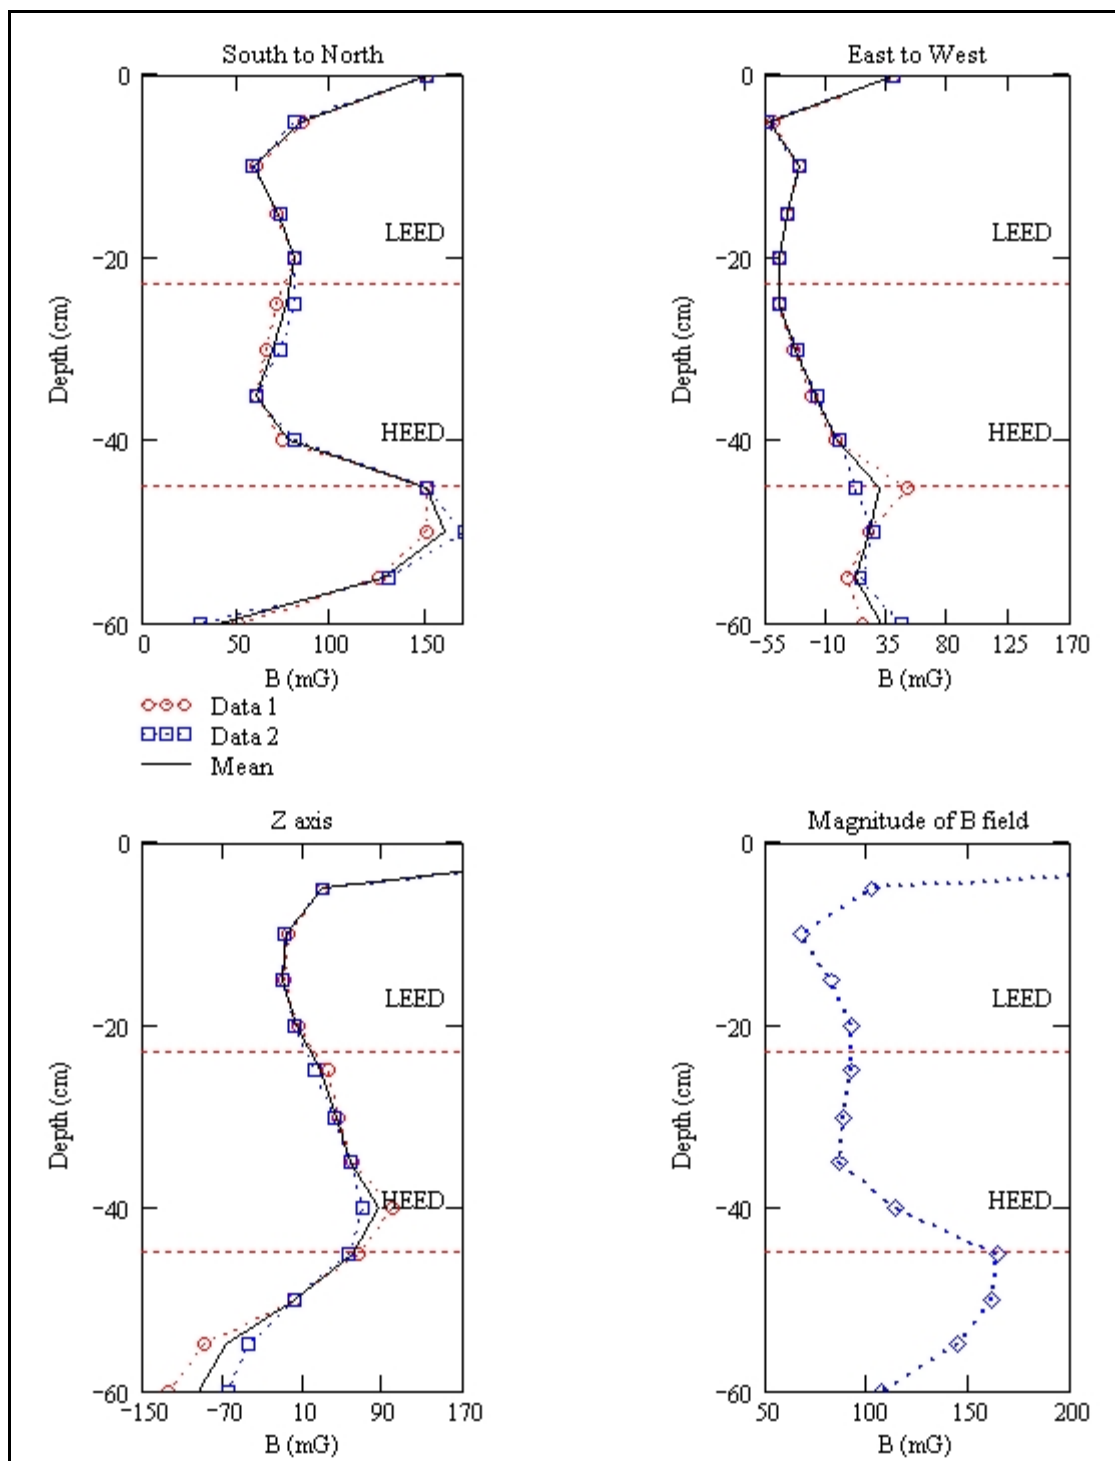 South to North
0
LEED
−20
Depth (cm)
HEED
−40
−60
0 50 100 150
B (mG)
East to West
0
LEED
−20
Depth (cm)
HEED
−40
−60
−55 −10 35 80 125 170
B (mG)
Data 1
Data 2
Mean
Z axis
0
LEED
−20
Depth (cm)
HEED
−40
−60
−150 −70 10 90 170
B (mG)
Magnitude of B field
0
LEED
−20
Depth (cm)
HEED
−40
−60
50 100 150 200
B (mG)